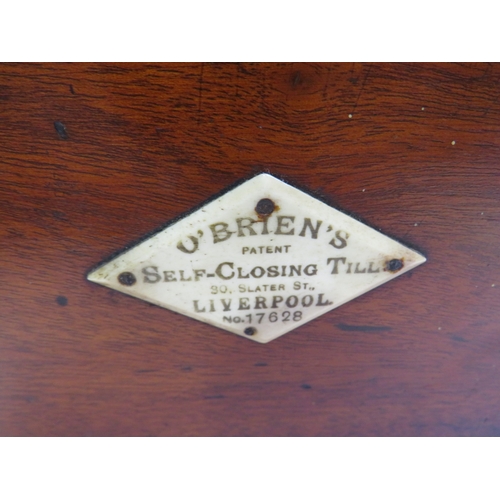 O'BRIEN'S
PATENT
SELF-CLOSING TILL.
30. SLATER ST.,
LIVERPOOL
NO. 17628